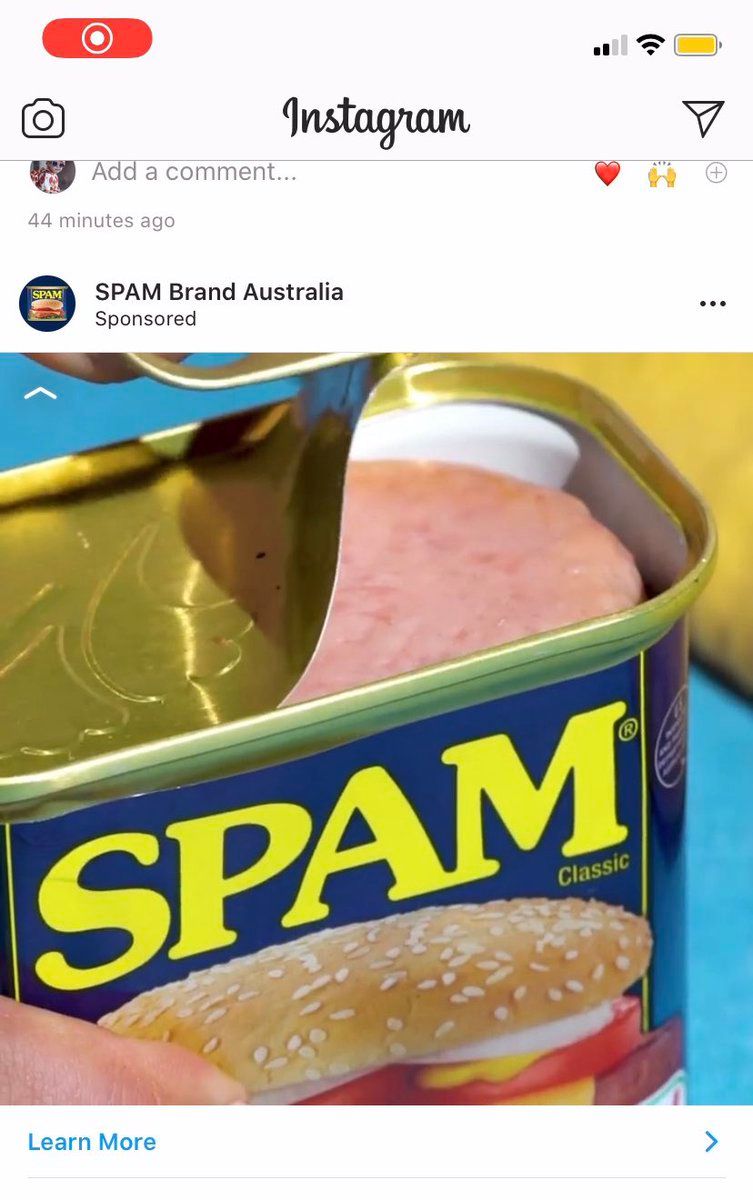 Instagram
Add a comment...
44 minutes ago
SPAM
SPAM Brand Australia
Sponsored
SPAM®
Classic
Learn More